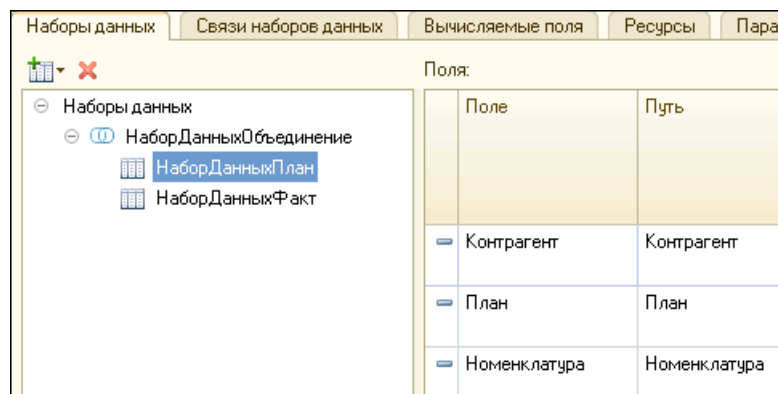 Наборы данных Связи наборов данных Вычисляемые поля Ресурсы Пара
Поля:
Наборы данных
НаборДанныхОбъединение
НаборДанныхПлан
НаборДанныхФакт
Поле Путь
Контрагент Контрагент
План План
Номенклатура Номенклатура